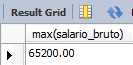 Result Grid
max(salario_bruto)
65200.00